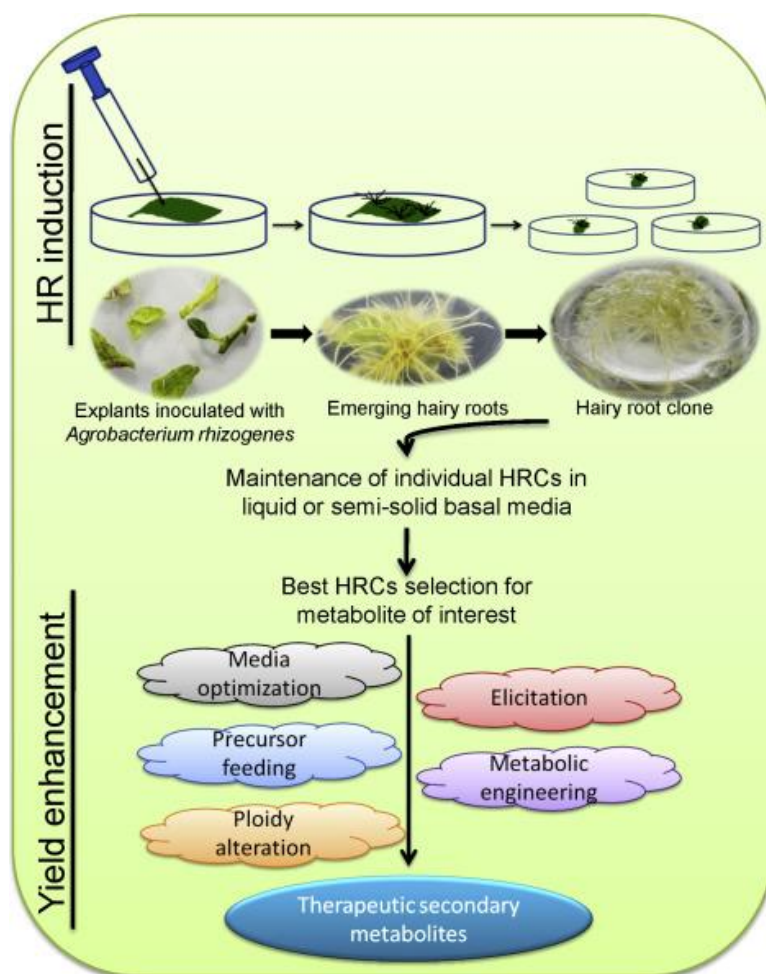 HR induction
Explants inoculated with
Agrobacterium rhizogenes
Emerging hairy roots
Hairy root clone
Maintenance of individual HRCs in
liquid or semi-solid basal media
Best HRCs selection for
metabolite of interest
Yield enhancement
Media
optimization
Elicitation
Precursor
feeding
Metabolic
engineering
Ploidy
alteration
Therapeutic secondary
metabolites